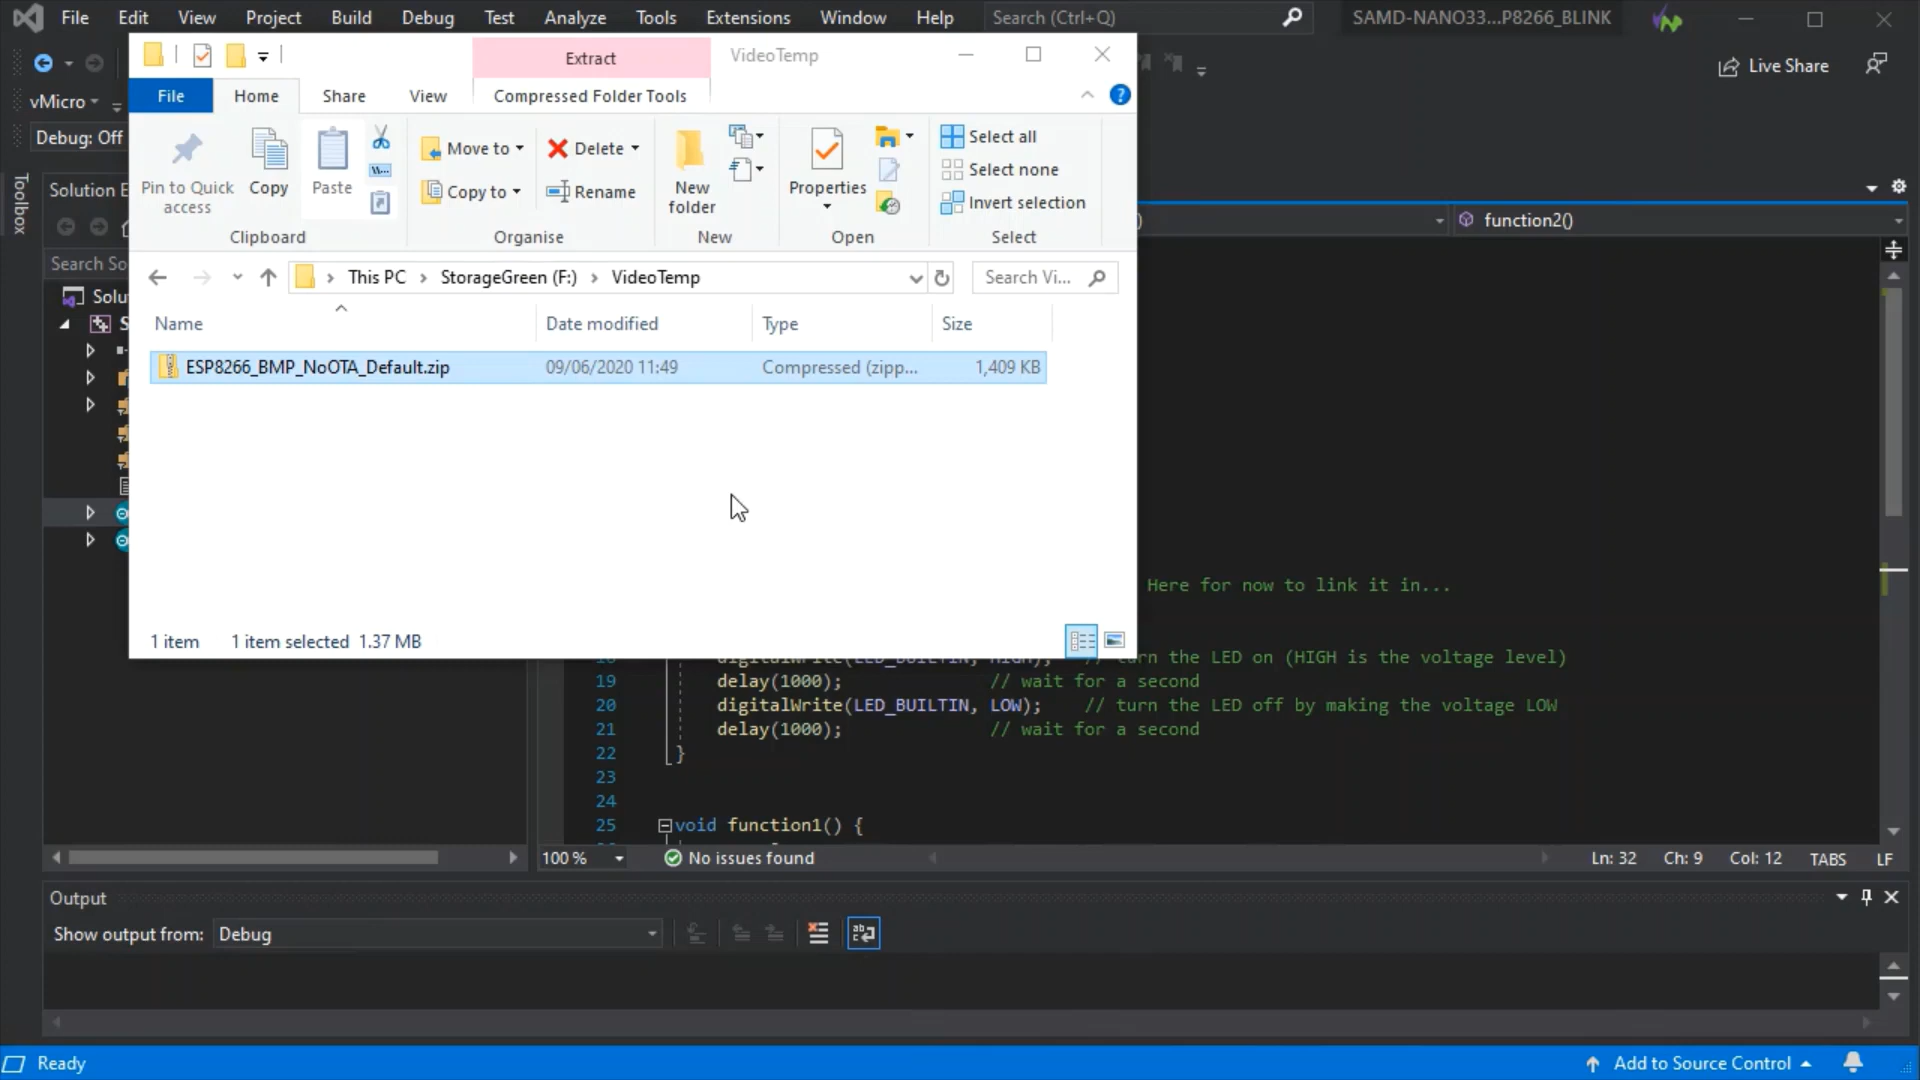 File Edit View Project Build Debug Test Analyze Tools Extensions Window Help Search (Ctrl+Q) SAMD-NANO33...P8266_BLINK
Live Share
vMicro
Debug: Off
Toolbox
Solution E
Search So
Solu
S
Extract VideoTemp
File Home Share View Compressed Folder Tools
Pin to Quick access
Copy
Paste
Clipboard
Move to
Copy to
Delete
Rename
Organise
New folder
New
Properties
Open
Select all
Select none
Invert selection
Select
This PC StorageGreen (F:) VideoTemp Search Vi...
Name Date modified Type Size
ESP8266_BMP_NoOTA_Default.zip 09/06/2020 11:49 Compressed (zipp... 1,409 KB
1 item 1 item selected 1.37 MB
() function2()
Here for now to link it in...
18 digitalWrite(LED_BUILTIN, HIGH); // turn the LED on (HIGH is the voltage level)
19 delay(1000); // wait for a second
20 digitalWrite(LED_BUILTIN, LOW); // turn the LED off by making the voltage LOW
21 delay(1000); // wait for a second
22 }
23
24
25 void function1() {
100 % No issues found Ln: 32 Ch: 9 Col: 12 TABS LF
Output
Show output from: Debug
Ready Add to Source Control